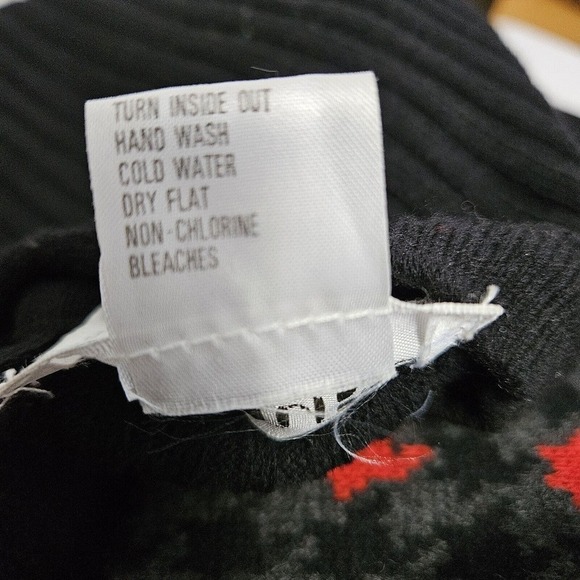 TURN INSIDE OUT
HAND WASH
COLD WATER
DRY FLAT
NON-CHLORINE
BLEACHES